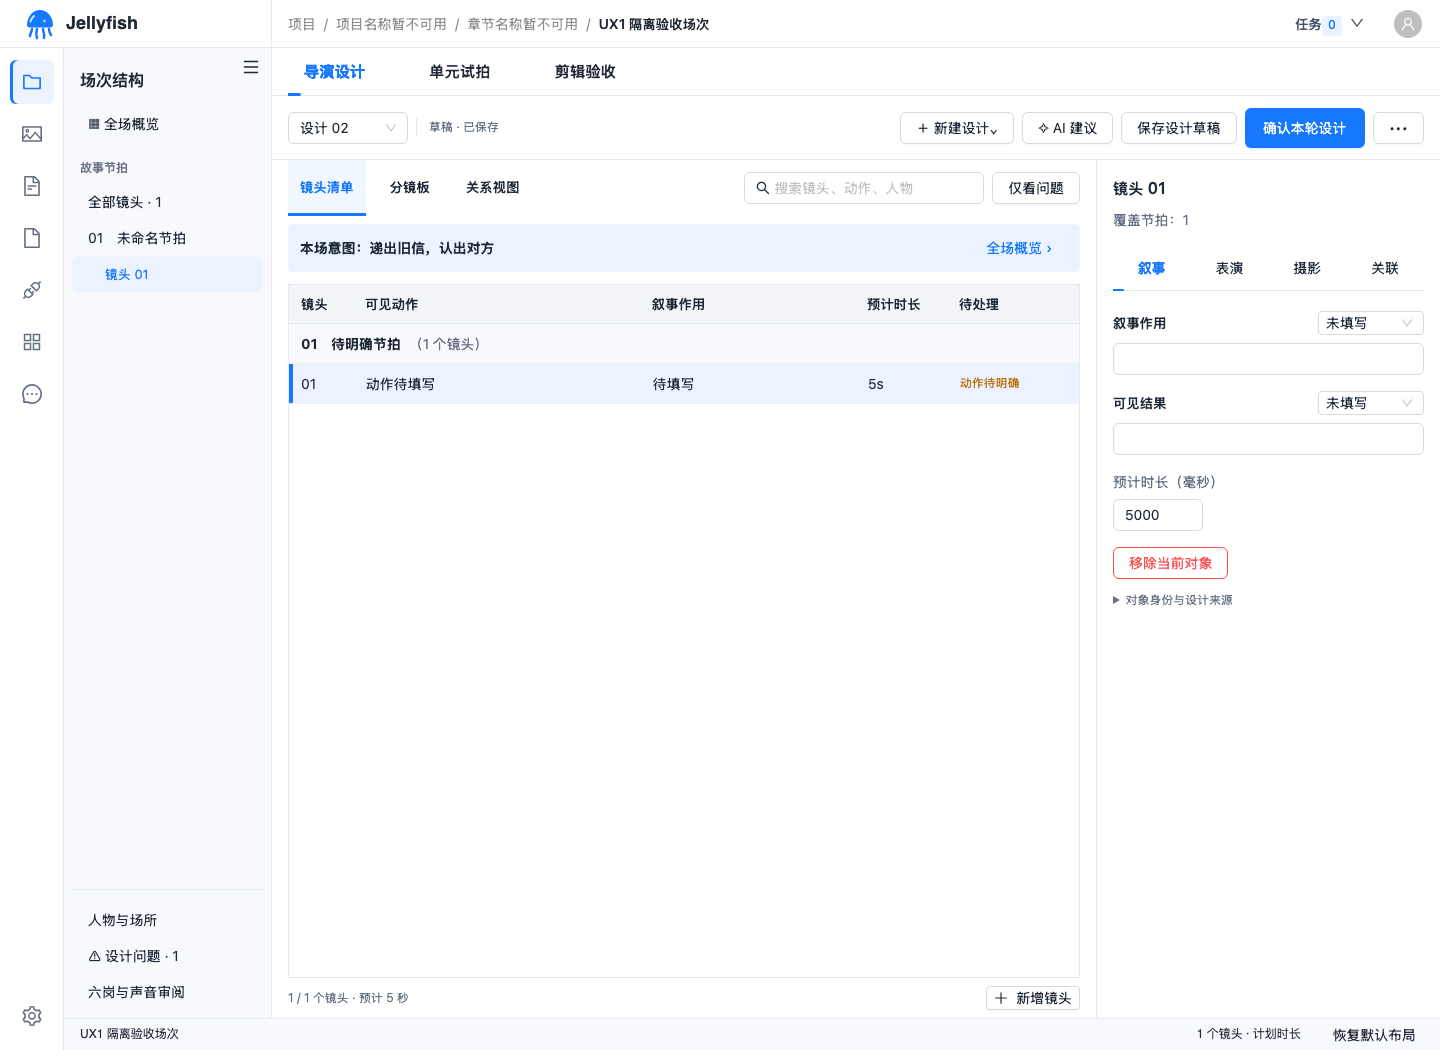 Jellyfish
项目 / 项目名称暂不可用 / 章节名称暂不可用 / UX1 隔离验收场次
任务 0
场次结构
全场概览
故事节拍
全部镜头 · 1
01 未命名节拍
镜头 01
人物与场所
设计问题 · 1
六岗与声音审阅
导演设计 单元试拍 剪辑验收
设计 02 草稿 · 已保存
+ 新建设计 AI 建议 保存设计草稿 确认本轮设计 ···
镜头清单 分镜板 关系视图
搜索镜头、动作、人物 仅看问题
本场意图：递出旧信，认出对方 全场概览 ›
镜头 可见动作 叙事作用 预计时长 待处理
01 待明确节拍 （1 个镜头）
01 动作待填写 待填写 5s 动作待明确
1 / 1 个镜头 · 预计 5 秒 + 新增镜头
镜头 01
覆盖节拍：1
叙事 表演 摄影 关联
叙事作用 未填写
可见结果 未填写
预计时长（毫秒）
5000
移除当前对象
对象身份与设计来源
UX1 隔离验收场次 1 个镜头 · 计划时长 恢复默认布局